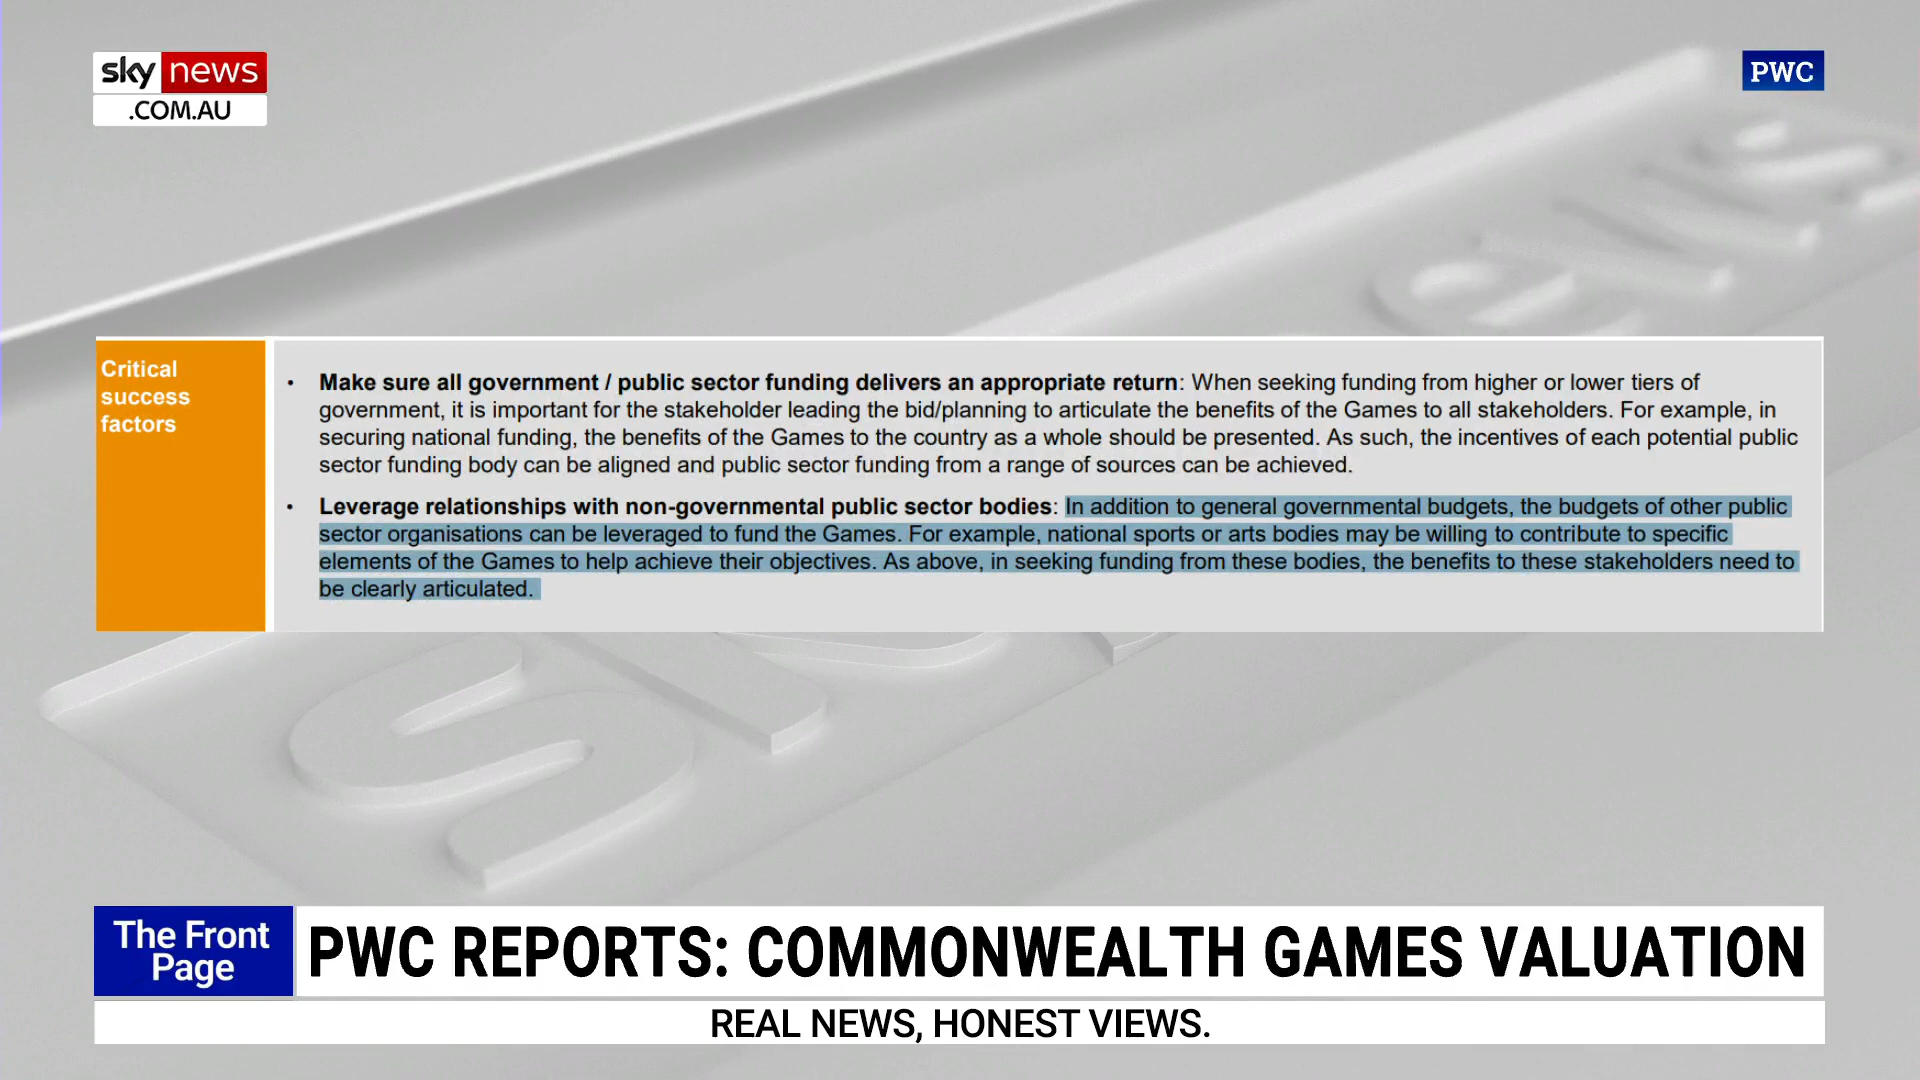 sky news
.COM.AU
PWC
Critical
success
factors
• Make sure all government / public sector funding delivers an appropriate return: When seeking funding from higher or lower tiers of
government, it is important for the stakeholder leading the bid/planning to articulate the benefits of the Games to all stakeholders. For example, in
securing national funding, the benefits of the Games to the country as a whole should be presented. As such, the incentives of each potential public
sector funding body can be aligned and public sector funding from a range of sources can be achieved.
• Leverage relationships with non-governmental public sector bodies: In addition to general governmental budgets, the budgets of other public
sector organisations can be leveraged to fund the Games. For example, national sports or arts bodies may be willing to contribute to specific
elements of the Games to help achieve their objectives. As above, in seeking funding from these bodies, the benefits to these stakeholders need to
be clearly articulated.
The Front
Page
PWC REPORTS: COMMONWEALTH GAMES VALUATION
REAL NEWS, HONEST VIEWS.